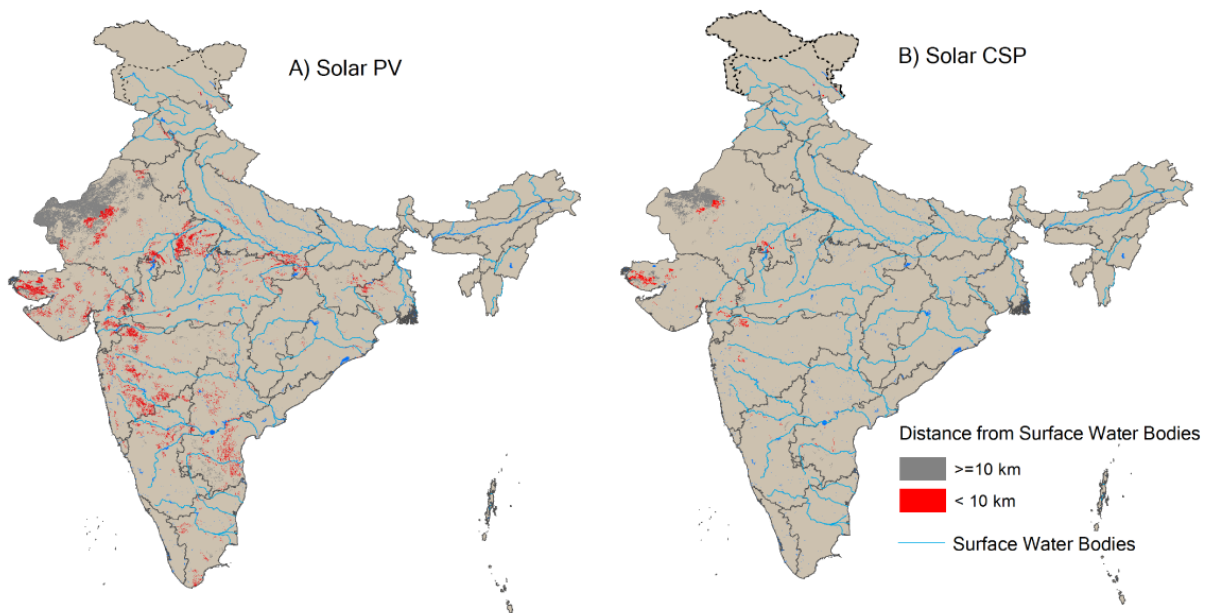 A) Solar PV
B) Solar CSP
Distance from Surface Water Bodies
>=10 km
< 10 km
Surface Water Bodies